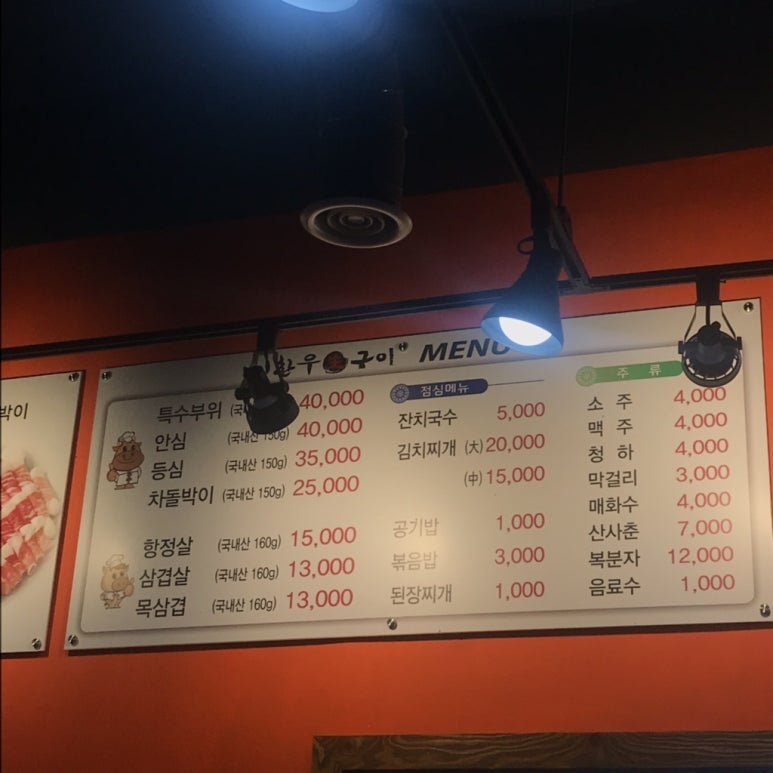 박이
한우 구이 MENU
특수부위 40,000
안심 (국내산 150g) 40,000
등심 (국내산 150g) 35,000
차돌박이 (국내산 150g) 25,000
항정살 (국내산 160g) 15,000
삼겹살 (국내산 160g) 13,000
목삼겹 (국내산 160g) 13,000
점심메뉴
잔치국수 5,000
김치찌개 (大) 20,000
(中) 15,000
공기밥 1,000
볶음밥 3,000
된장찌개 1,000
주 류
소 주 4,000
맥 주 4,000
청 하 4,000
막걸리 3,000
매화수 4,000
산사춘 7,000
복분자 12,000
음료수 1,000